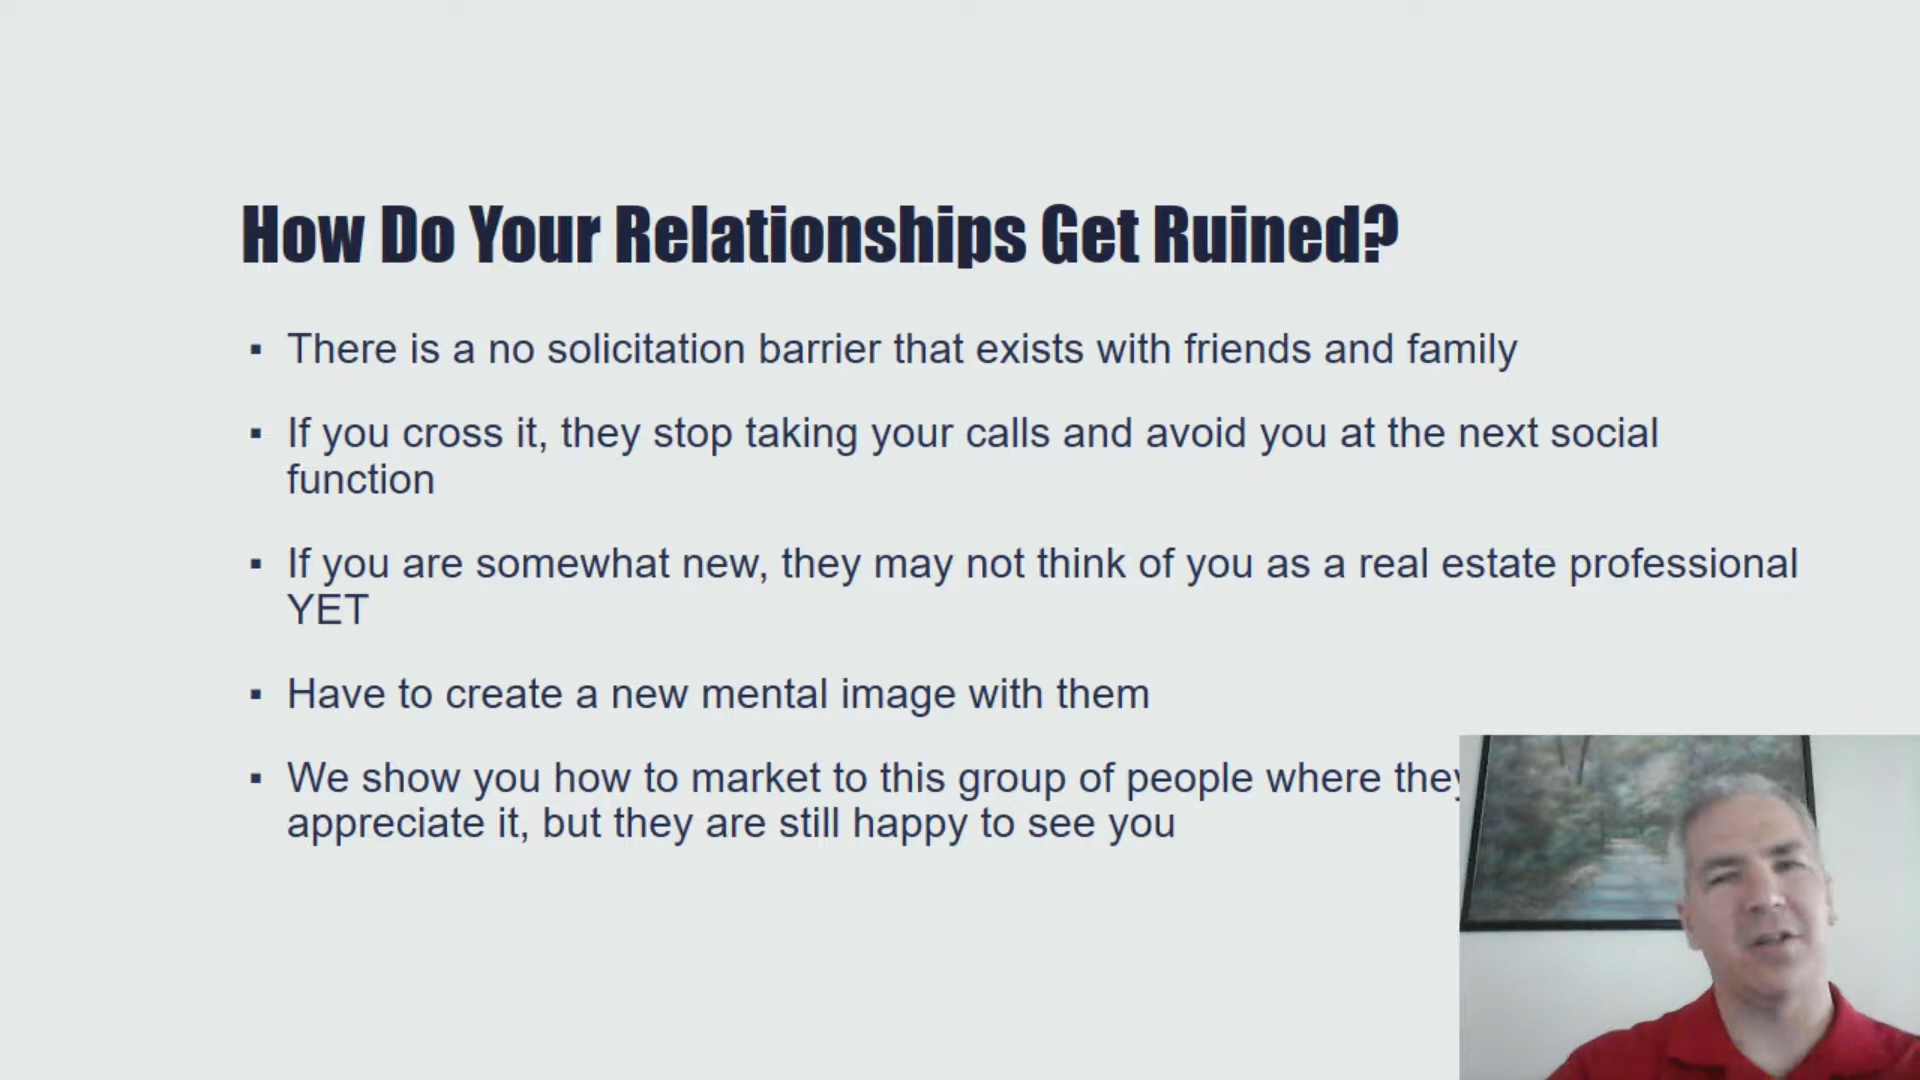 How Do Your Relationships Get Ruined?
▪ There is a no solicitation barrier that exists with friends and family
▪ If you cross it, they stop taking your calls and avoid you at the next social
function
▪ If you are somewhat new, they may not think of you as a real estate professional
YET
▪ Have to create a new mental image with them
▪ We show you how to market to this group of people where they
appreciate it, but they are still happy to see you